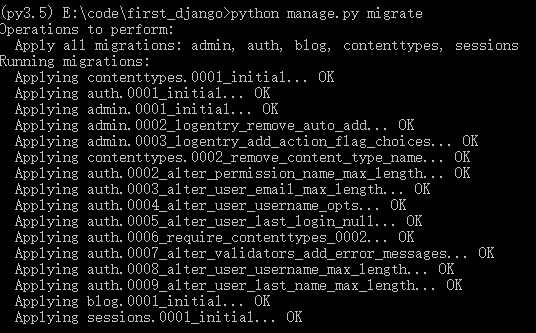 (py3.5) E:\code\first_django>python manage.py migrate
Operations to perform:
  Apply all migrations: admin, auth, blog, contenttypes, sessions
Running migrations:
  Applying contenttypes.0001_initial... OK
  Applying auth.0001_initial... OK
  Applying admin.0001_initial... OK
  Applying admin.0002_logentry_remove_auto_add... OK
  Applying admin.0003_logentry_add_action_flag_choices... OK
  Applying contenttypes.0002_remove_content_type_name... OK
  Applying auth.0002_alter_permission_name_max_length... OK
  Applying auth.0003_alter_user_email_max_length... OK
  Applying auth.0004_alter_user_username_opts... OK
  Applying auth.0005_alter_user_last_login_null... OK
  Applying auth.0006_require_contenttypes_0002... OK
  Applying auth.0007_alter_validators_add_error_messages... OK
  Applying auth.0008_alter_user_username_max_length... OK
  Applying auth.0009_alter_user_last_name_max_length... OK
  Applying blog.0001_initial... OK
  Applying sessions.0001_initial... OK